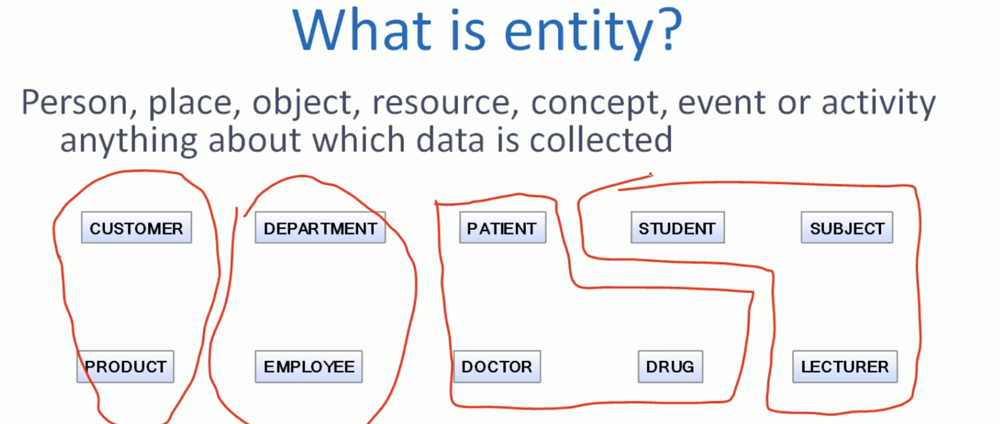 What is entity?
Person, place, object, resource, concept, event or activity
anything about which data is collected
CUSTOMER
DEPARTMENT
PATIENT
STUDENT
SUBJECT
PRODUCT
EMPLOYEE
DOCTOR
DRUG
LECTURER